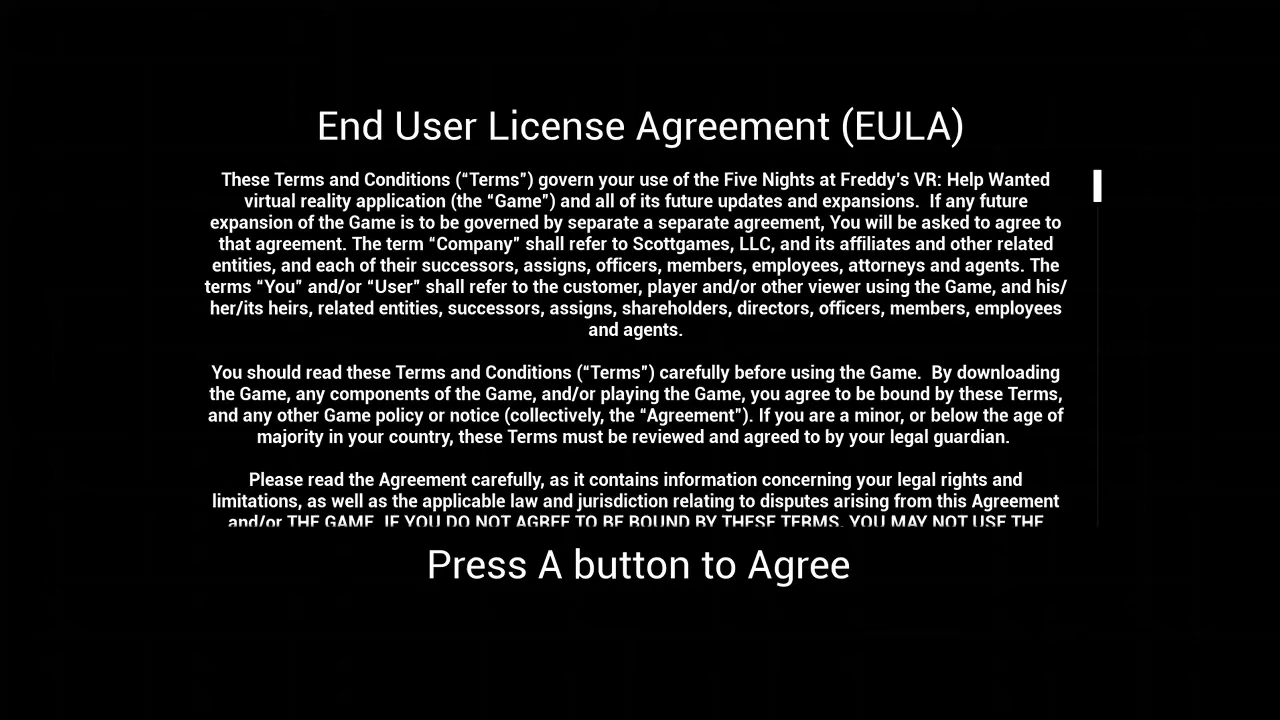 End User License Agreement (EULA)
These Terms and Conditions (“Terms”) govern your use of the Five Nights at Freddy's VR: Help Wanted
virtual reality application (the “Game”) and all of its future updates and expansions.  If any future
expansion of the Game is to be governed by separate a separate agreement, You will be asked to agree to
that agreement. The term “Company” shall refer to Scottgames, LLC, and its affiliates and other related
entities, and each of their successors, assigns, officers, members, employees, attorneys and agents. The
terms “You” and/or “User” shall refer to the customer, player and/or other viewer using the Game, and his/
her/its heirs, related entities, successors, assigns, shareholders, directors, officers, members, employees
and agents.
You should read these Terms and Conditions (“Terms”) carefully before using the Game.  By downloading
the Game, any components of the Game, and/or playing the Game, you agree to be bound by these Terms,
and any other Game policy or notice (collectively, the “Agreement”). If you are a minor, or below the age of
majority in your country, these Terms must be reviewed and agreed to by your legal guardian.
Please read the Agreement carefully, as it contains information concerning your legal rights and
limitations, as well as the applicable law and jurisdiction relating to disputes arising from this Agreement
and/or THE GAME. IF YOU DO NOT AGREE TO BE BOUND BY THESE TERMS, YOU MAY NOT USE THE
Press A button to Agree